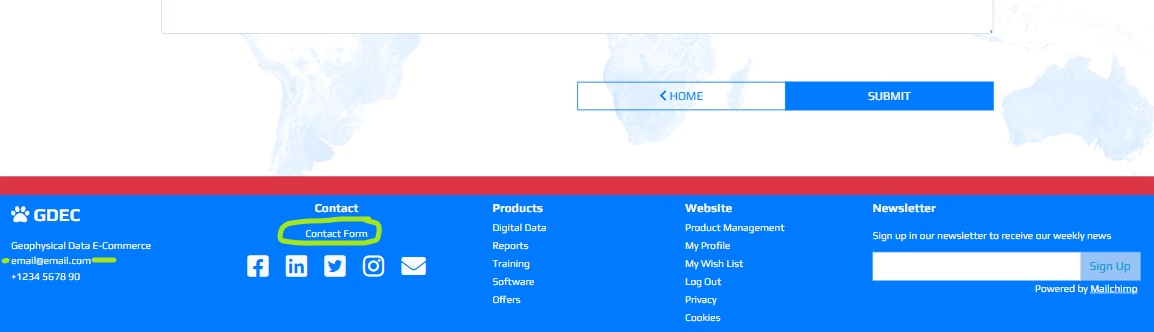 HOME
SUBMIT
GDEC
Geophysical Data E-Commerce
email@email.com
+1234 5678 90
Contact
Contact Form
Products
Digital Data
Reports
Training
Software
Offers
Website
Product Management
My Profile
My Wish List
Log Out
Privacy
Cookies
Newsletter
Sign up in our newsletter to receive our weekly news
Sign Up
Powered by Mailchimp